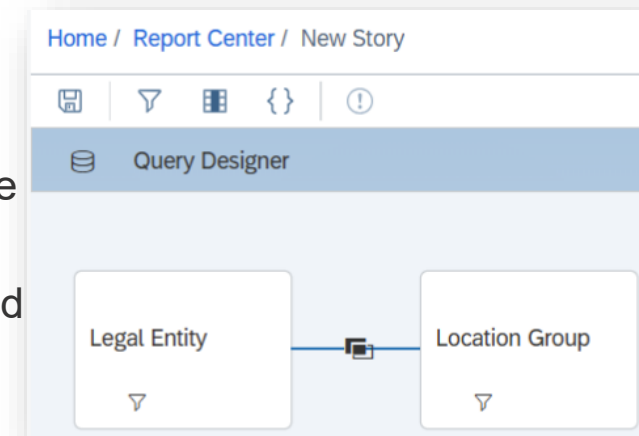 Home / Report Center / New Story
{ }
Query Designer
e
d
Legal Entity
Location Group